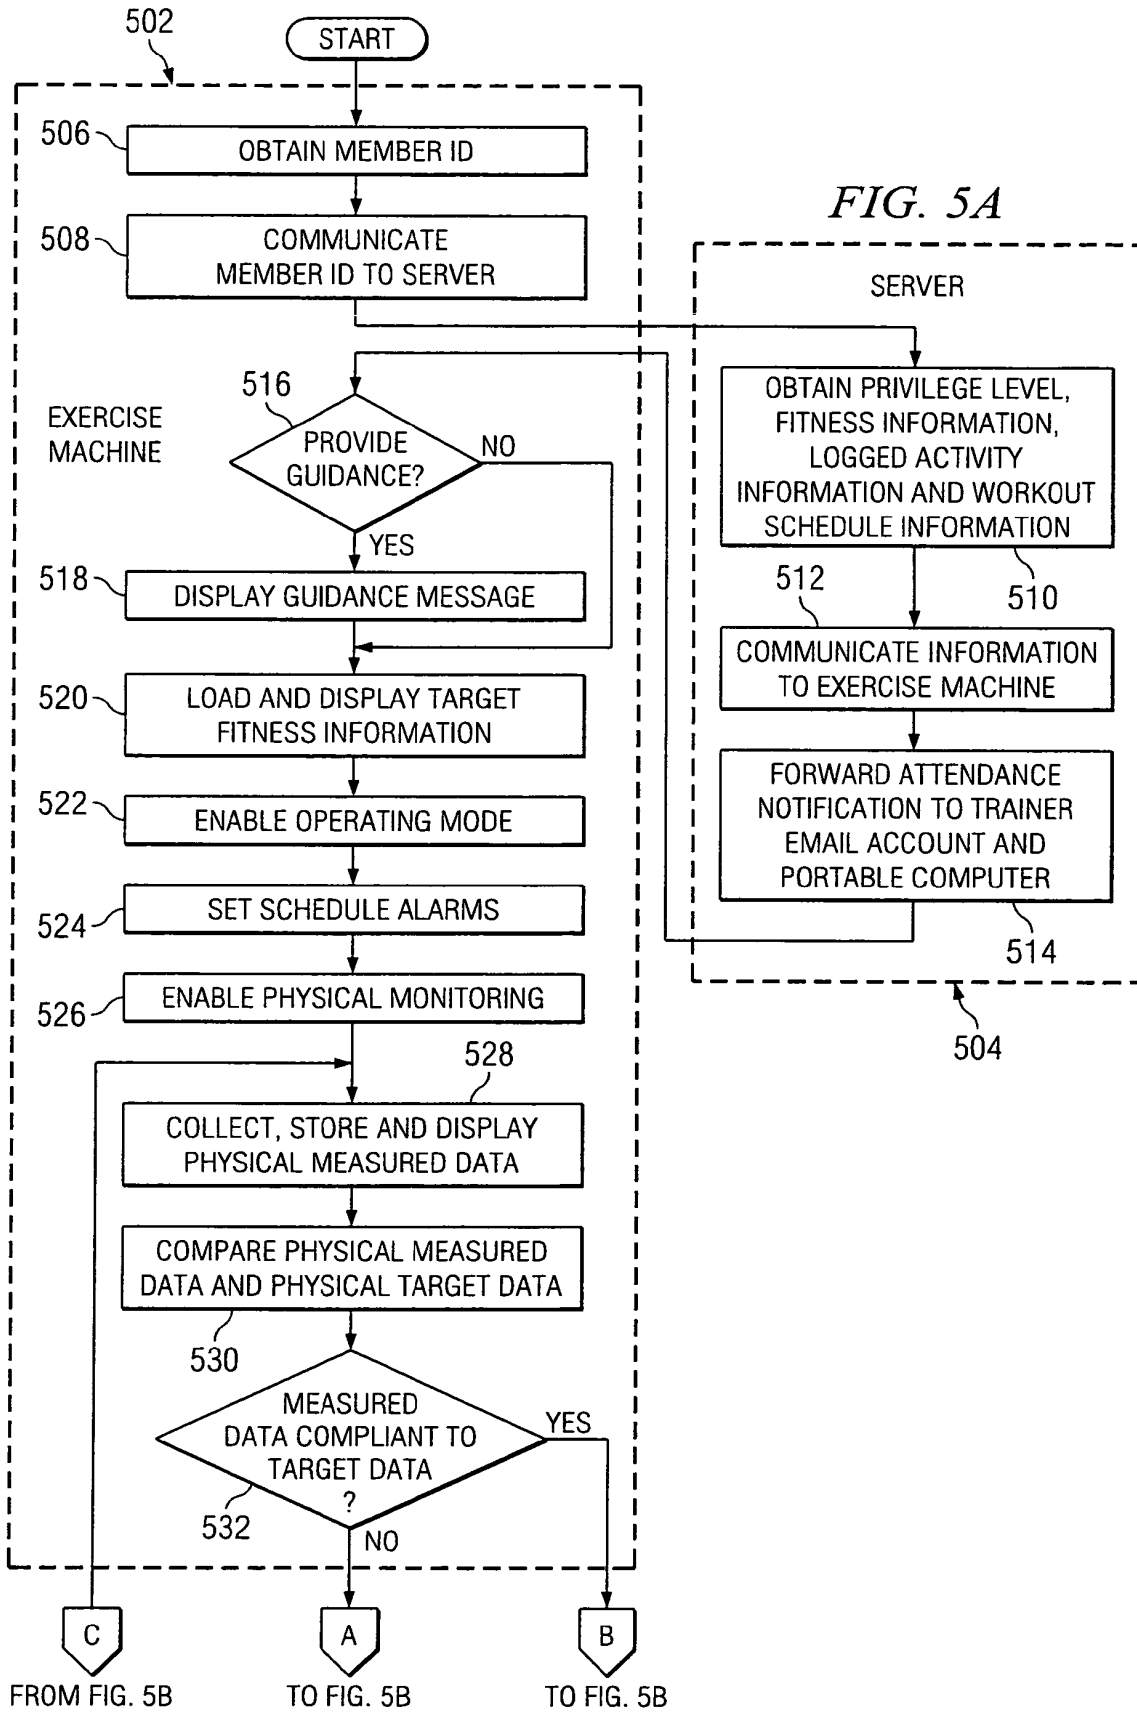 502
START
506
OBTAIN MEMBER ID
FIG. 5A
508
COMMUNICATE
MEMBER ID TO SERVER
SERVER
EXERCISE
MACHINE
516
PROVIDE
GUIDANCE?
NO
YES
OBTAIN PRIVILEGE LEVEL,
FITNESS INFORMATION,
LOGGED ACTIVITY
INFORMATION AND WORKOUT
SCHEDULE INFORMATION
510
518
DISPLAY GUIDANCE MESSAGE
512
COMMUNICATE INFORMATION
TO EXERCISE MACHINE
520
LOAD AND DISPLAY TARGET
FITNESS INFORMATION
FORWARD ATTENDANCE
NOTIFICATION TO TRAINER
EMAIL ACCOUNT AND
PORTABLE COMPUTER
514
522
ENABLE OPERATING MODE
524
SET SCHEDULE ALARMS
526
ENABLE PHYSICAL MONITORING
504
528
COLLECT, STORE AND DISPLAY
PHYSICAL MEASURED DATA
COMPARE PHYSICAL MEASURED
DATA AND PHYSICAL TARGET DATA
530
MEASURED
DATA COMPLIANT TO
TARGET DATA
?
YES
532
NO
C
A
B
FROM FIG. 5B
TO FIG. 5B
TO FIG. 5B